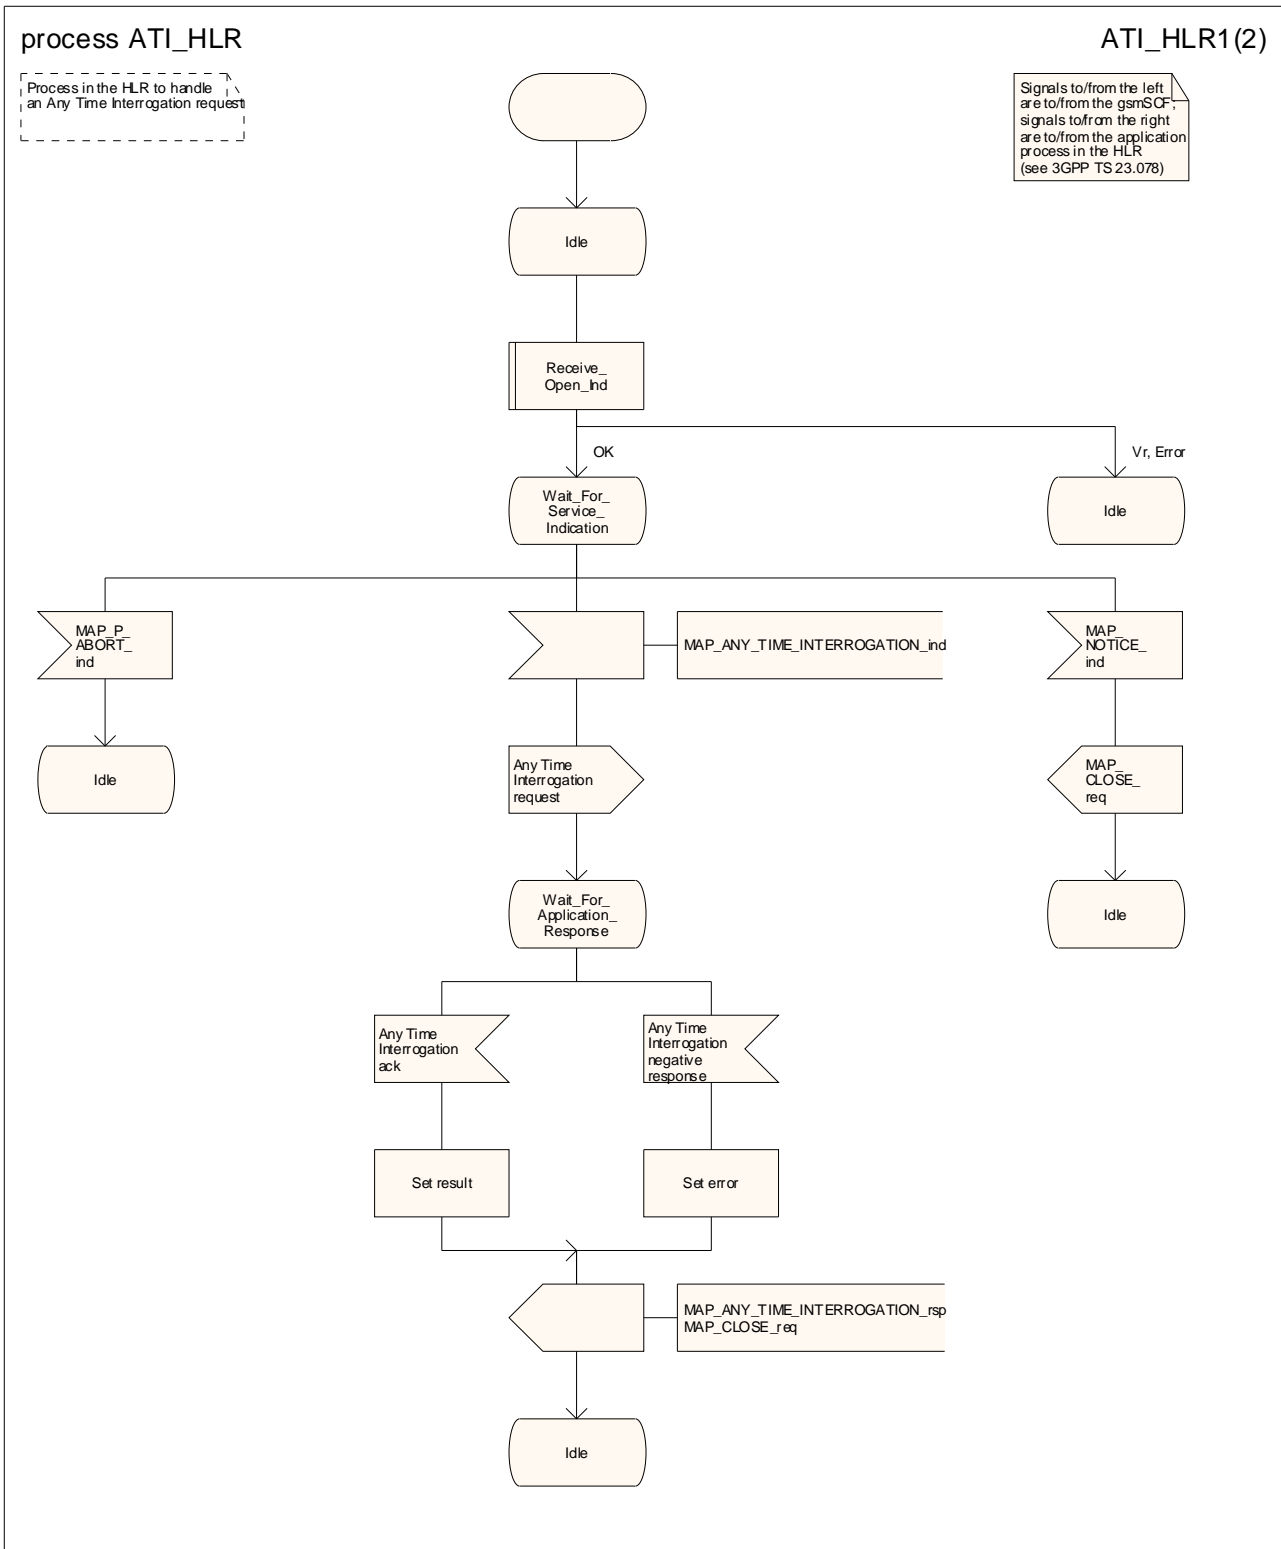 process ATI_HLR
ATI_HLR1(2)
Process in the HLR to handle
an Any Time Interrogation request
Signals to/from the left
are to/from the gsmSCF;
signals to/from the right
are to/from the application
process in the HLR
(see 3GPP TS 23.078)
Idle
Receive_
Open_Ind
OK
Vr, Error
Wait_For_
Service_
Indication
Idle
MAP_P_
ABORT_
ind
MAP_ANY_TIME_INTERROGATION_ind
MAP_
NOTICE_
ind
Idle
Any Time
Interrogation
request
MAP_
CLOSE_
req
Wait_For_
Application_
Response
Idle
Any Time
Interrogation
ack
Any Time
Interrogation
negative
response
Set result
Set error
MAP_ANY_TIME_INTERROGATION_rsp
MAP_CLOSE_req
Idle